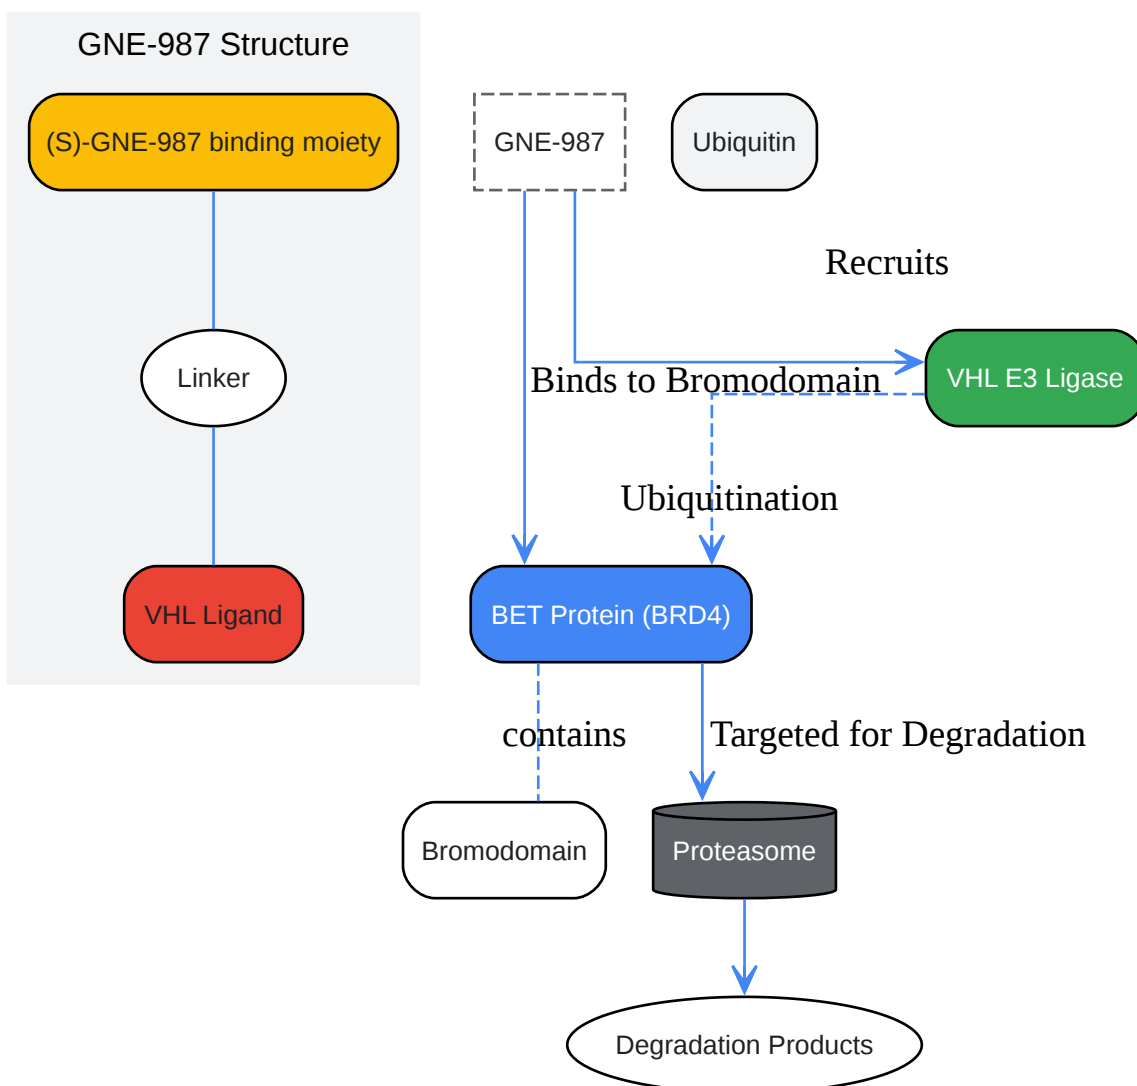 GNE-987 Structure
(S)-GNE-987 binding moiety
GNE-987
Ubiquitin
Recruits
Linker
Binds to Bromodomain
VHL E3 Ligase
Ubiquitination
VHL Ligand
BET Protein (BRD4)
contains
Targeted for Degradation
Bromodomain
Proteasome
Degradation Products